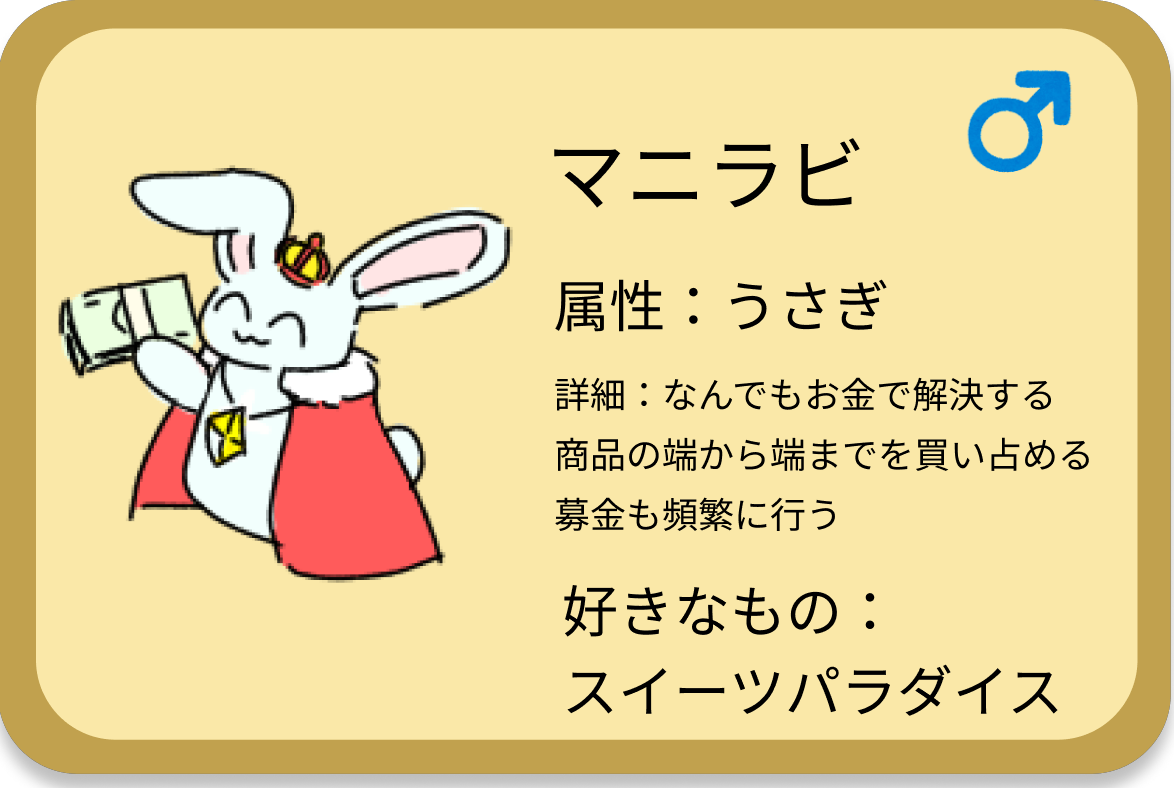 マニラビ
属性：うさぎ
詳細：なんでもお金で解決する
商品の端から端までを買い占める
募金も頻繁に行う
好きなもの：
スイーツパラダイス